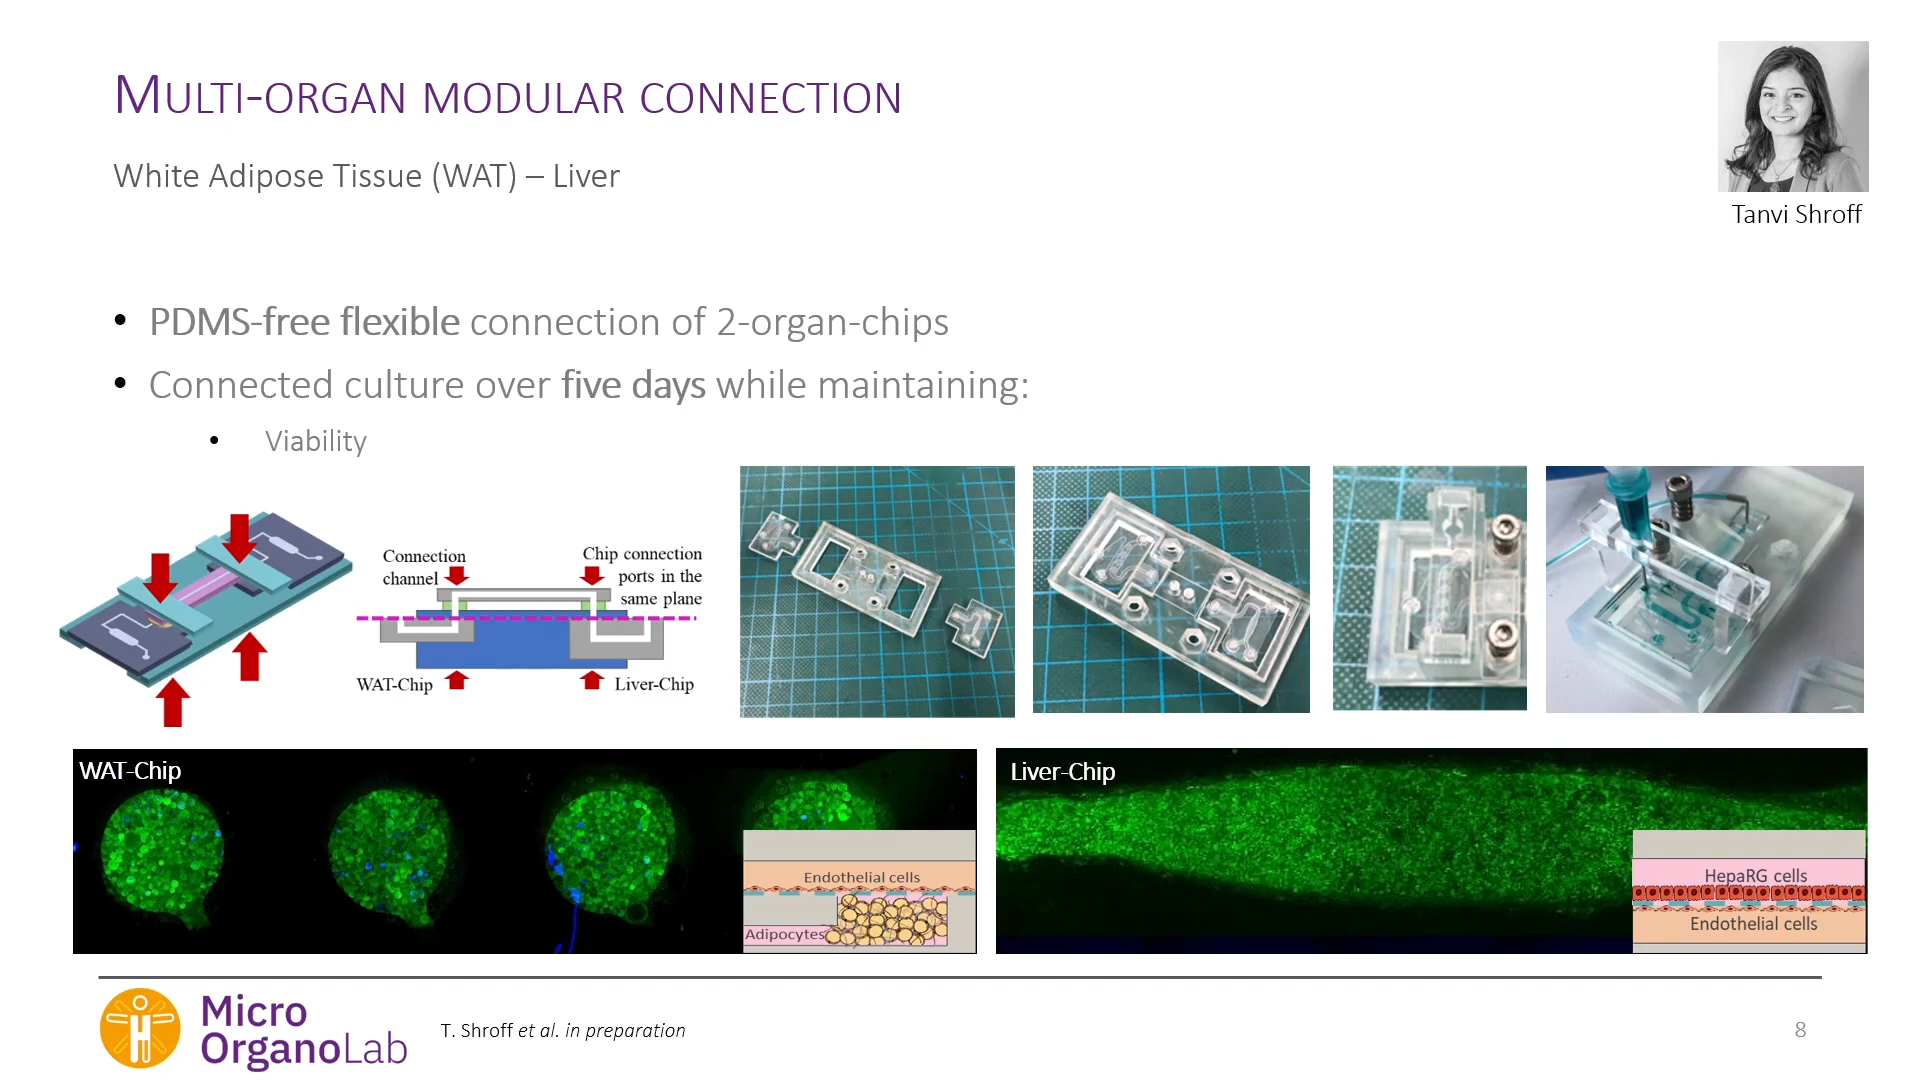 Multi-organ modular connection
White Adipose Tissue (WAT) – Liver
Tanvi Shroff
• PDMS-free flexible connection of 2-organ-chips
• Connected culture over five days while maintaining:
• Viability
Connection
channel
Chip connection
ports in the
same plane
WAT-Chip
Liver-Chip
WAT-Chip
Endothelial cells
Adipocytes
Liver-Chip
HepaRG cells
Endothelial cells
Micro
OrganoLab
T. Shroff et al. in preparation
8